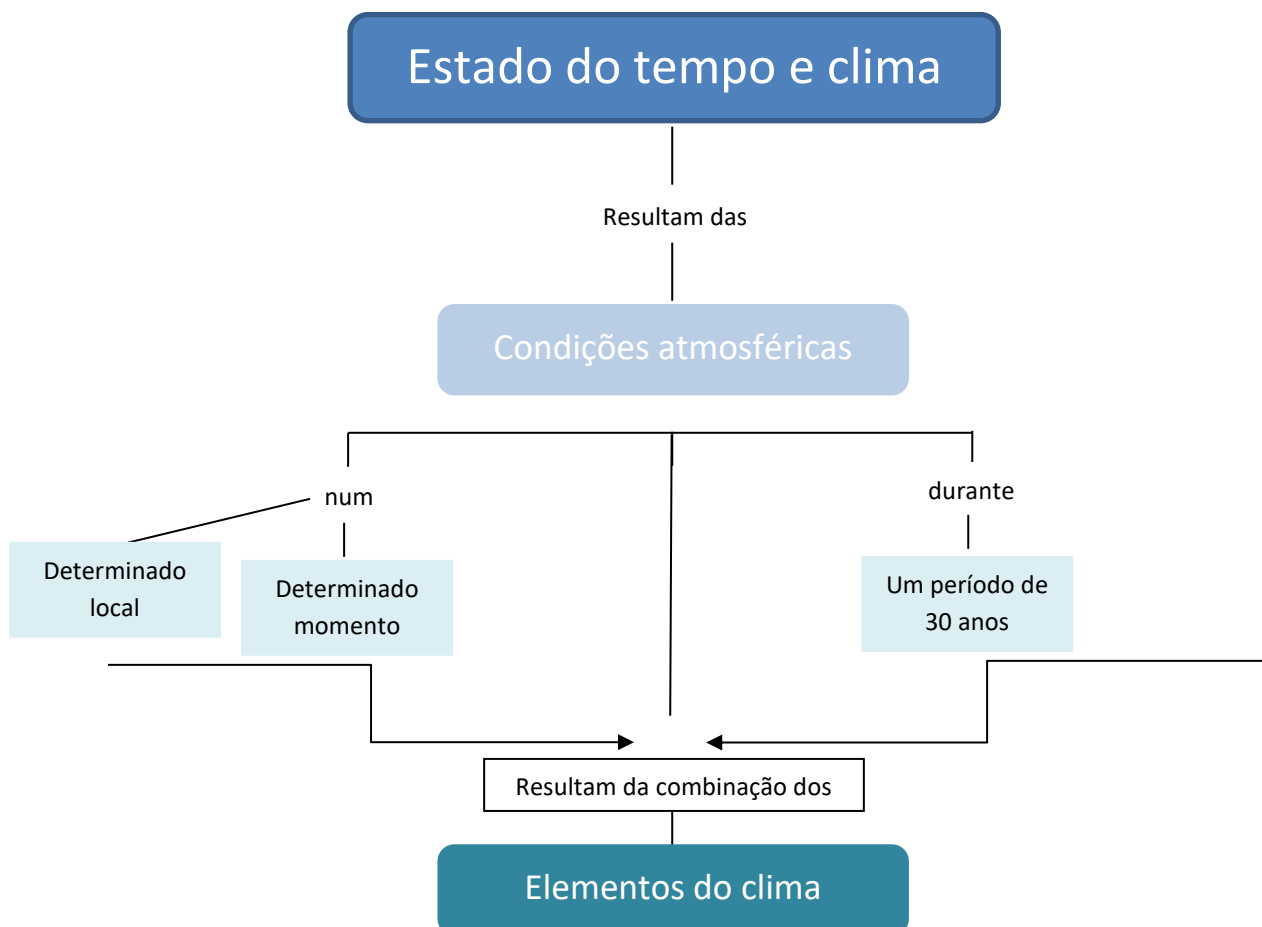 Estado do tempo e clima
Resultam das
Condições atmosféricas
num
durante
Determinado
local
Determinado
momento
Um período de
30 anos
Resultam da combinação dos
Elementos do clima